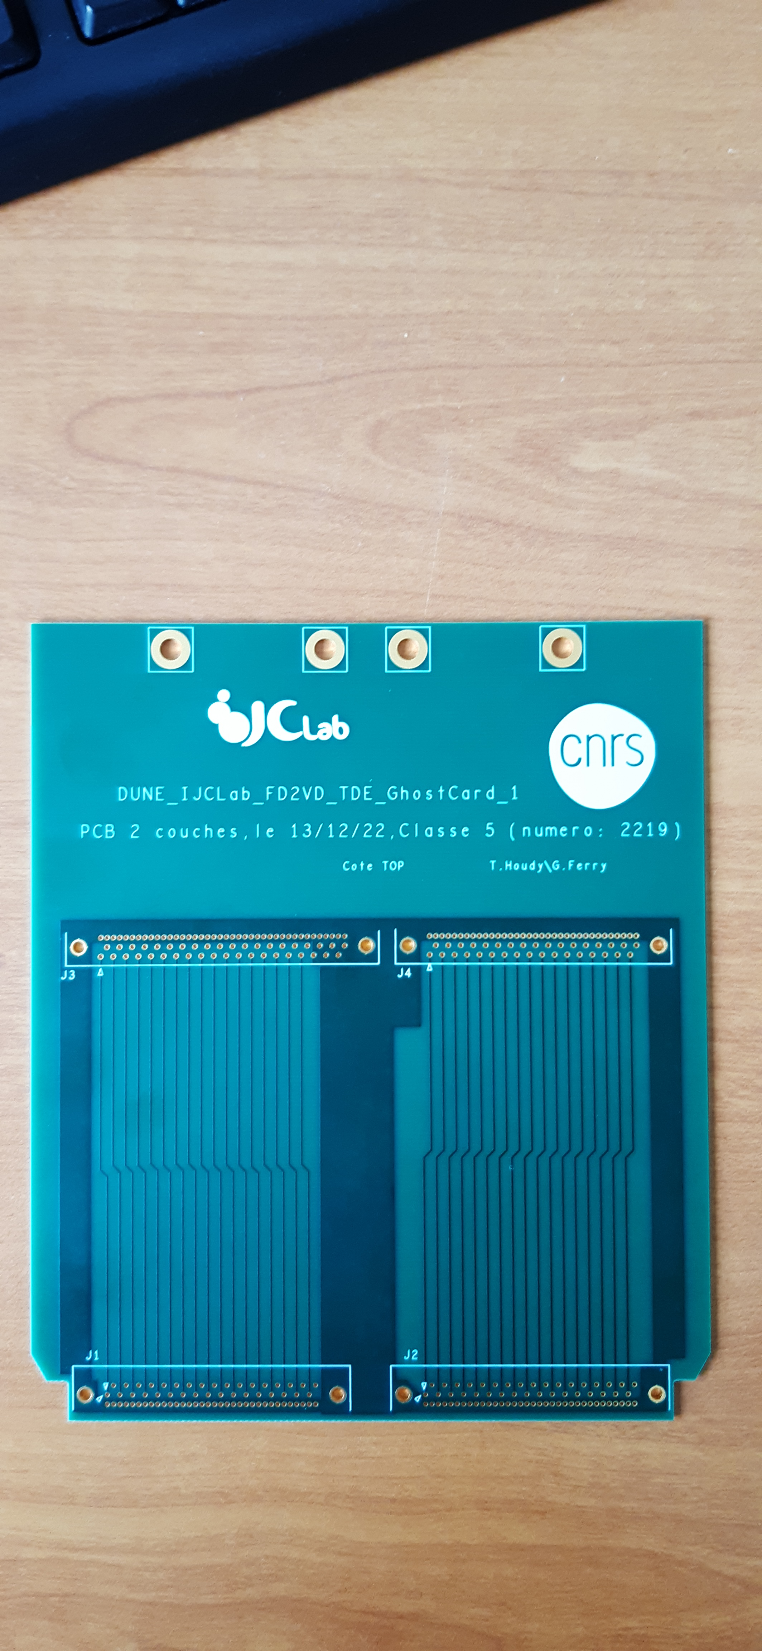 IJCLab
cnrs
DUNE_IJCLab_FD2VD_TDE_GhostCard_1
PCB 2 couches,le 13/12/22,Classe 5 (numero: 2219)
Cote TOP T.Houdy\G.Ferry
J3 J4
J1 J2